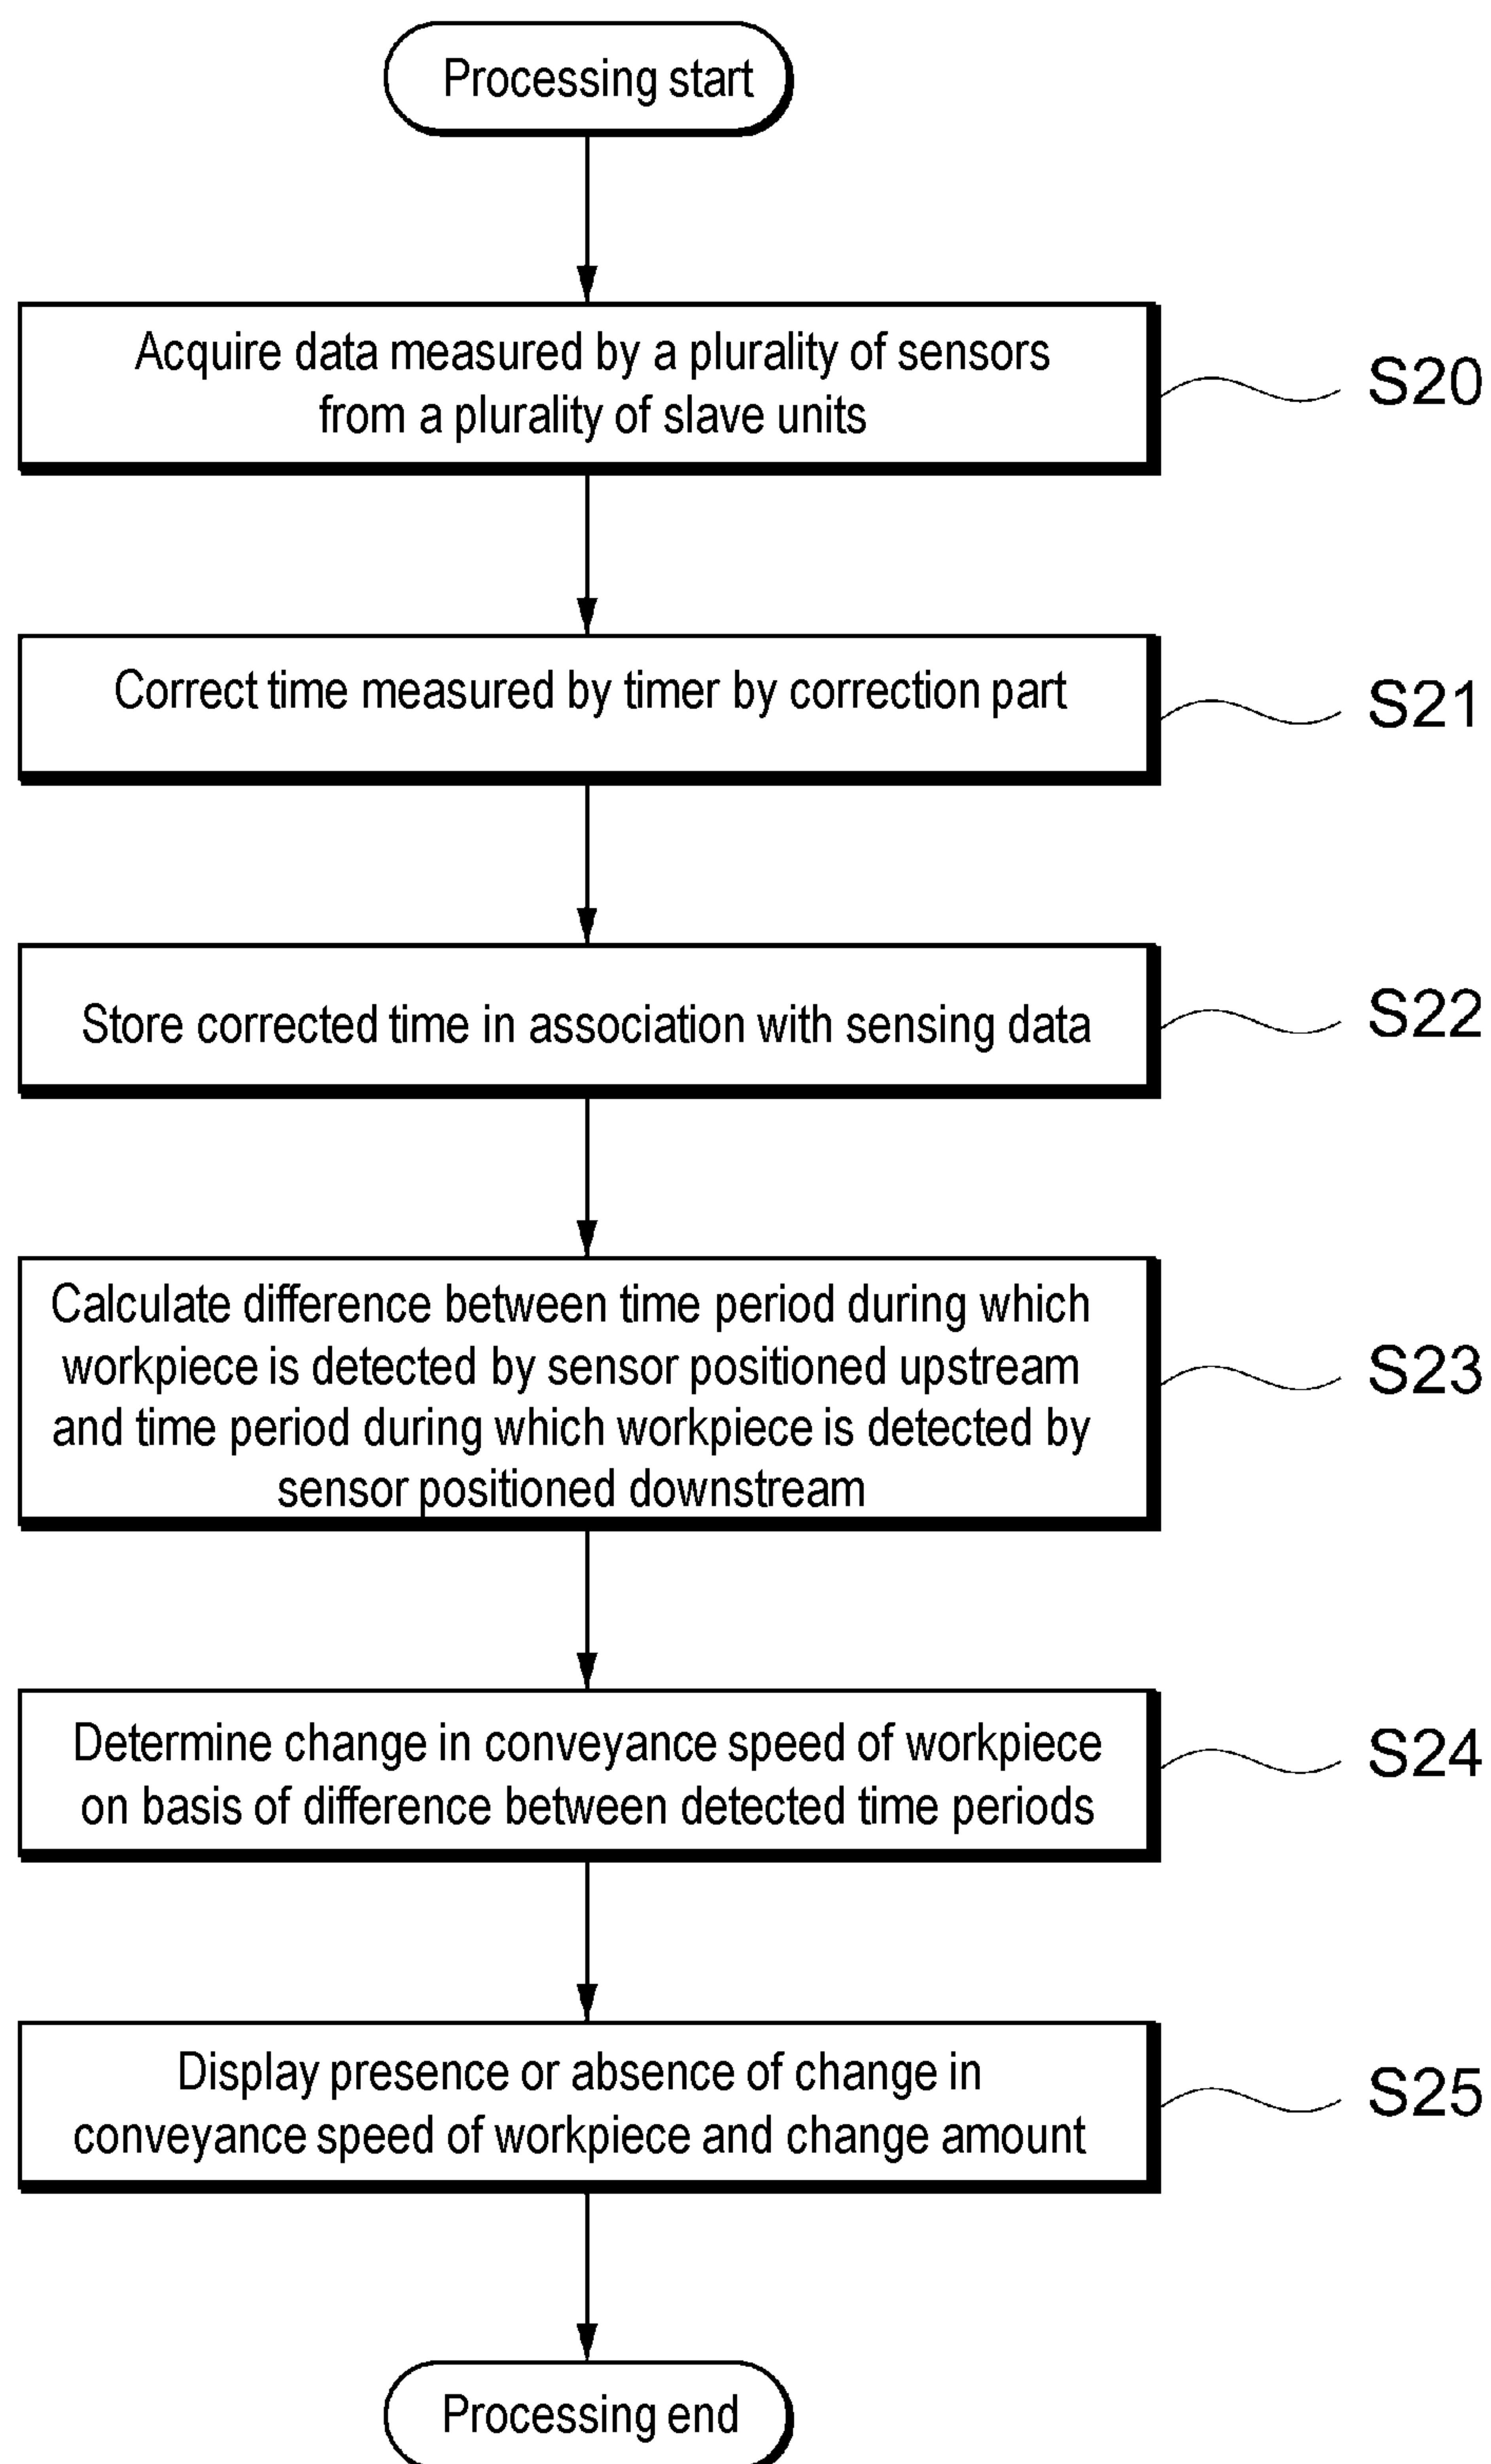 Processing start
Acquire data measured by a plurality of sensors
from a plurality of slave units
S20
Correct time measured by timer by correction part
S21
Store corrected time in association with sensing data
S22
Calculate difference between time period during which
workpiece is detected by sensor positioned upstream
and time period during which workpiece is detected by
sensor positioned downstream
S23
Determine change in conveyance speed of workpiece
on basis of difference between detected time periods
S24
Display presence or absence of change in
conveyance speed of workpiece and change amount
S25
Processing end